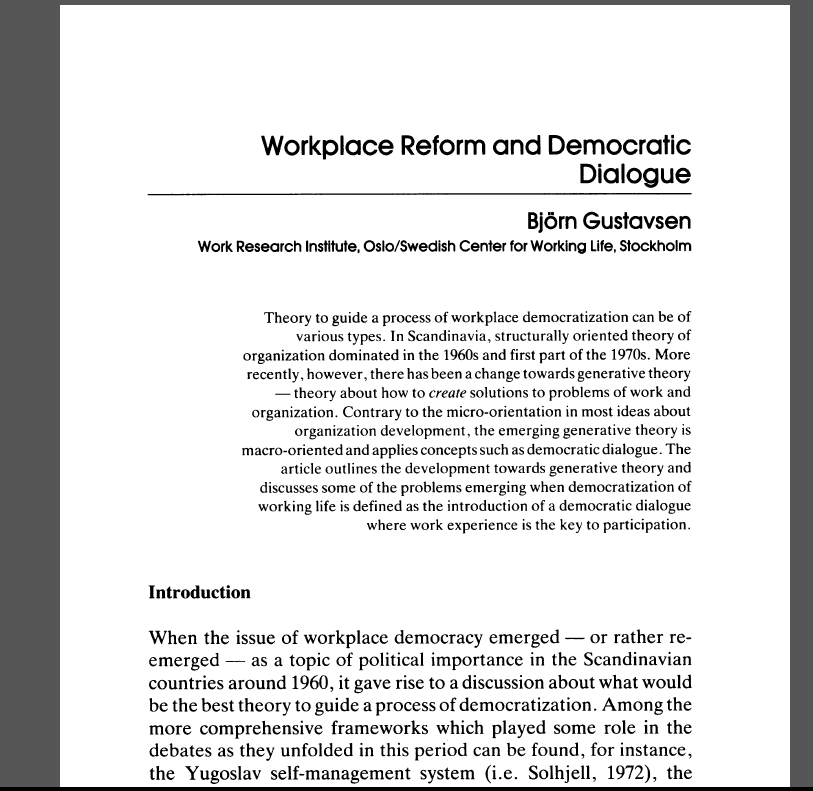 Workplace Reform and Democratic
Dialogue
Björn Gustavsen
Work Research Institute, Oslo/Swedish Center for Working Life, Stockholm
Theory to guide a process of workplace democratization can be of
various types. In Scandinavia, structurally oriented theory of
organization dominated in the 1960s and first part of the 1970s. More
recently, however, there has been a change towards generative theory
— theory about how to create solutions to problems of work and
organization. Contrary to the micro-orientation in most ideas about
organization development, the emerging generative theory is
macro-oriented and applies concepts such as democratic dialogue. The
article outlines the development towards generative theory and
discusses some of the problems emerging when democratization of
working life is defined as the introduction of a democratic dialogue
where work experience is the key to participation.
Introduction
When the issue of workplace democracy emerged — or rather re-
emerged — as a topic of political importance in the Scandinavian
countries around 1960, it gave rise to a discussion about what would
be the best theory to guide a process of democratization. Among the
more comprehensive frameworks which played some role in the
debates as they unfolded in this period can be found, for instance,
the Yugoslav self-management system (i.e. Solhjell, 1972), the